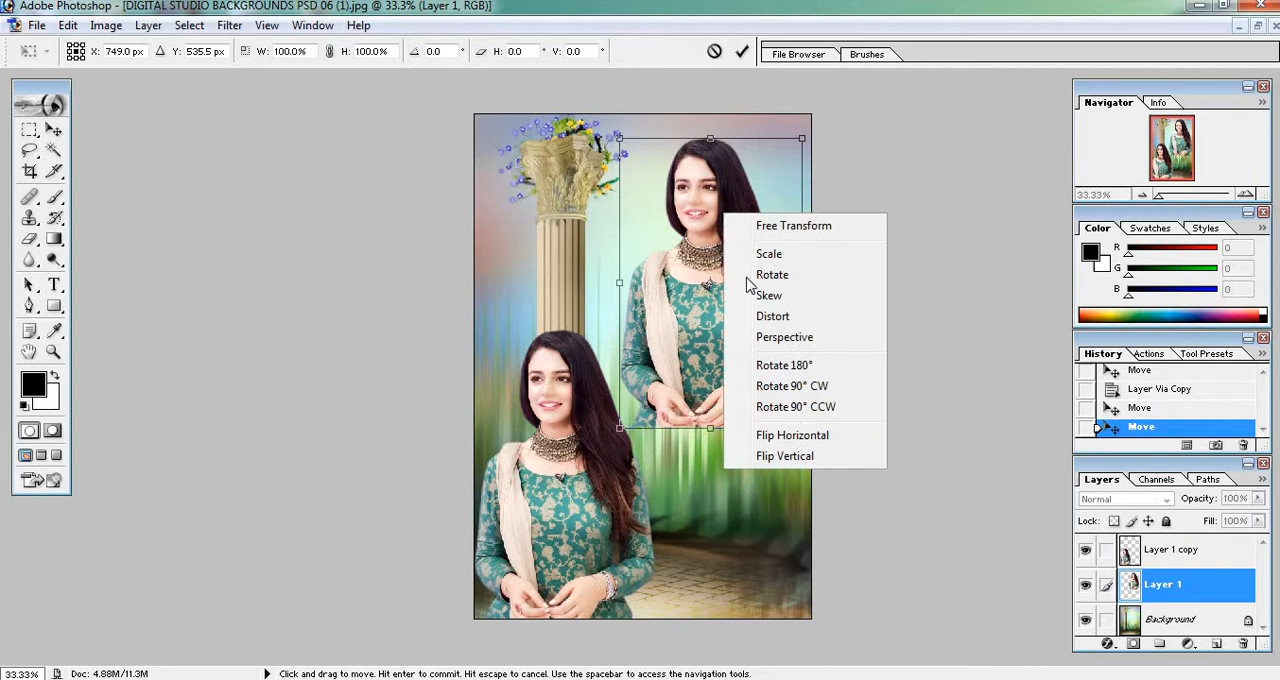 Adobe Photoshop - [DIGITAL STUDIO BACKGROUNDS PSD 06 (1).jpg @ 33.3% (Layer 1, RGB)]
File Edit Image Layer Select Filter View Window Help
X: 749.0 px Y: 535.5 px W: 100.0% H: 100.0% 0.0 ° H: 0.0 ° V: 0.0 °
File Browser Brushes
Navigator Info
33.33%
Color Swatches Styles
R 0
G 0
B 0
History Actions Tool Presets
Move
Layer Via Copy
Move
Move
Layers Channels Paths
Normal Opacity: 100%
Lock: Fill: 100%
Layer 1 copy
Layer 1
Background
Free Transform
Scale
Rotate
Skew
Distort
Perspective
Rotate 180°
Rotate 90° CW
Rotate 90° CCW
Flip Horizontal
Flip Vertical
33.33% Doc: 4.88M/11.3M Click and drag to move. Hit enter to commit. Hit escape to cancel. Use the spacebar to access the navigation tools.